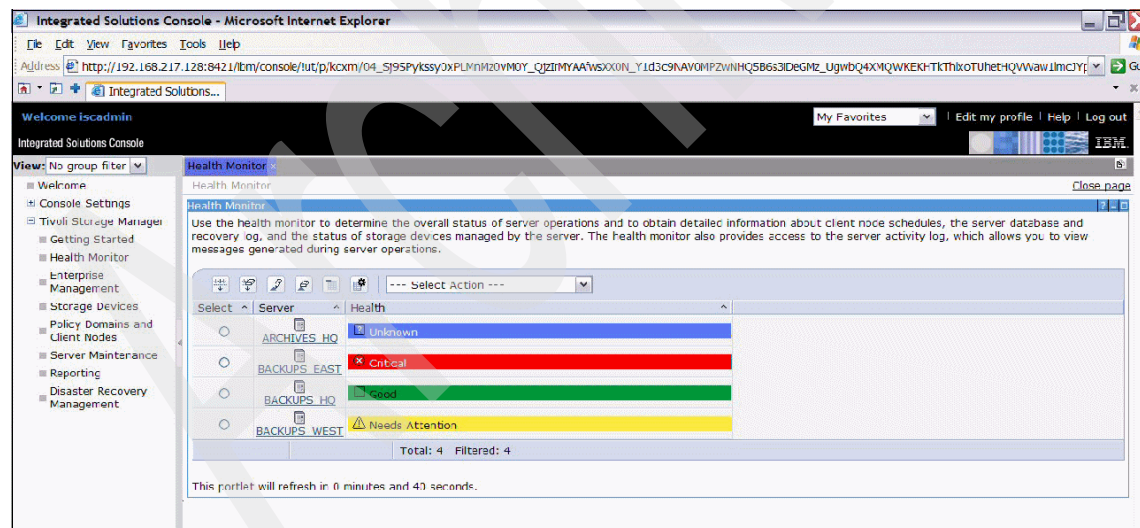 Integrated Solutions Console - Microsoft Internet Explorer
File Edit View Favorites Tools Help
Address
Integrated Solutions...
Welcome iscadmin
My Favorites
Edit my profile | Help | Log out
Integrated Solutions Console
IBM.
View: No group filter
Health Monitor
Welcome
Console Settings
Tivoli Storage Manager
Getting Started
Health Monitor
Enterprise Management
Storage Devices
Policy Domains and Client Nodes
Server Maintenance
Reporting
Disaster Recovery Management
Health Monitor
Close page
Health Monitor
Use the health monitor to determine the overall status of server operations and to obtain detailed information about client node schedules, the server database and
recovery log, and the status of storage devices managed by the server. The health monitor also provides access to the server activity log, which allows you to view
messages generated during server operations.
--- Select Action ---
Select Server Health
ARCHIVES_HQ Unknown
BACKUPS_EAST Critical
BACKUPS_HQ Good
BACKUPS_WEST Needs Attention
Total: 4 Filtered: 4
This portlet will refresh in 0 minutes and 40 seconds.